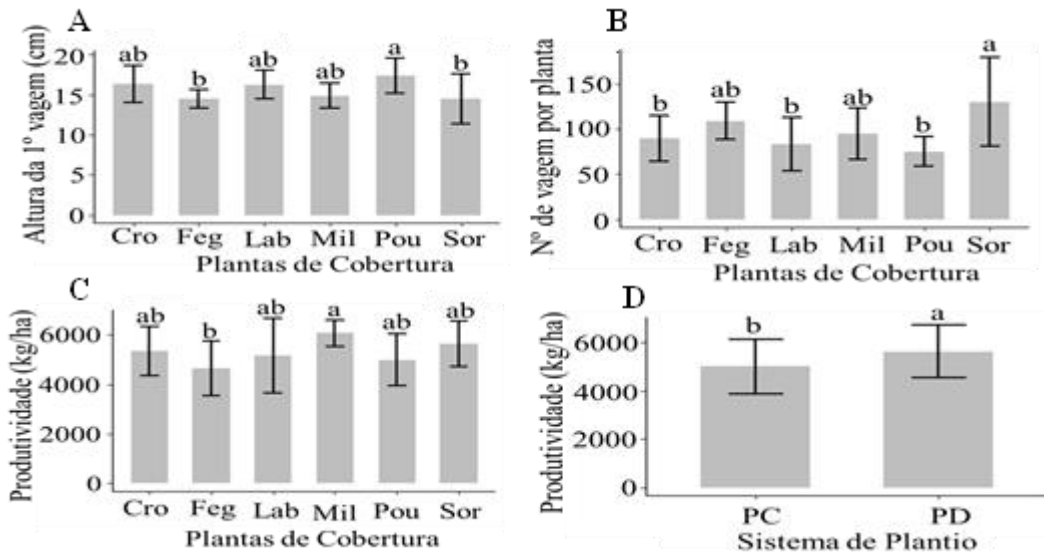 A
Altura da 1º vagem (cm)
20
15
10
5
0
ab b ab ab a b
Cro Feg Lab Mil Pou Sor
Plantas de Cobertura
B
Nº de vagem por planta
150
100
50
0
b ab b ab b a
Cro Feg Lab Mil Pou Sor
Plantas de Cobertura
C
Produtividade (kg/ha)
6000
4000
2000
0
ab b ab a ab ab
Cro Feg Lab Mil Pou Sor
Plantas de Cobertura
D
Produtividade (kg/ha)
6000
4000
2000
0
b a
PC PD
Sistema de Plantio